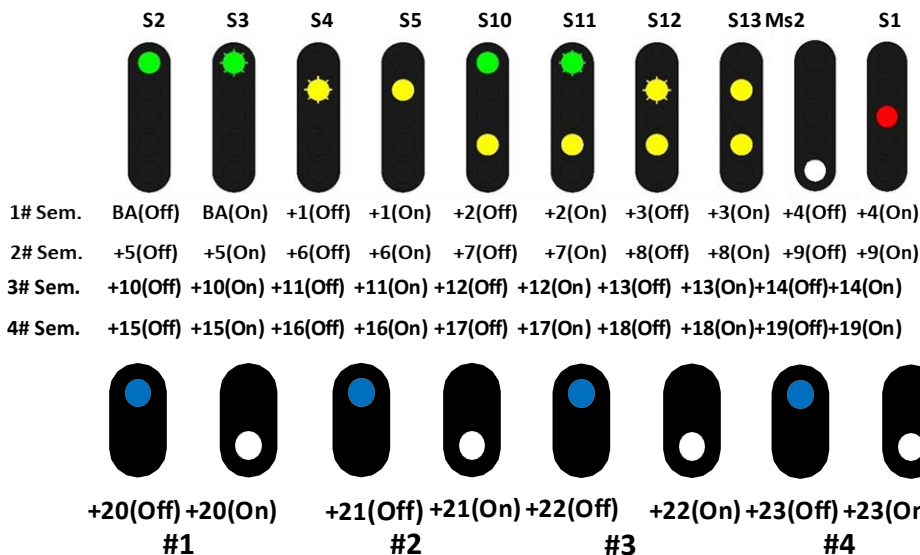 S2 S3 S4 S5 S10 S11 S12 S13 Ms2 S1
1# Sem. BA(Off) BA(On) +1(Off) +1(On) +2(Off) +2(On) +3(Off) +3(On) +4(Off) +4(On)
2# Sem. +5(Off) +5(On) +6(Off) +6(On) +7(Off) +7(On) +8(Off) +8(On) +9(Off) +9(On)
3# Sem. +10(Off) +10(On) +11(Off) +11(On) +12(Off) +12(On) +13(Off) +13(On) +14(Off) +14(On)
4# Sem. +15(Off) +15(On) +16(Off) +16(On) +17(Off) +17(On) +18(Off) +18(On) +19(Off) +19(On)
+20(Off) +20(On) +21(Off) +21(On) +22(Off) +22(On) +23(Off) +23(On
#1 #2 #3 #4